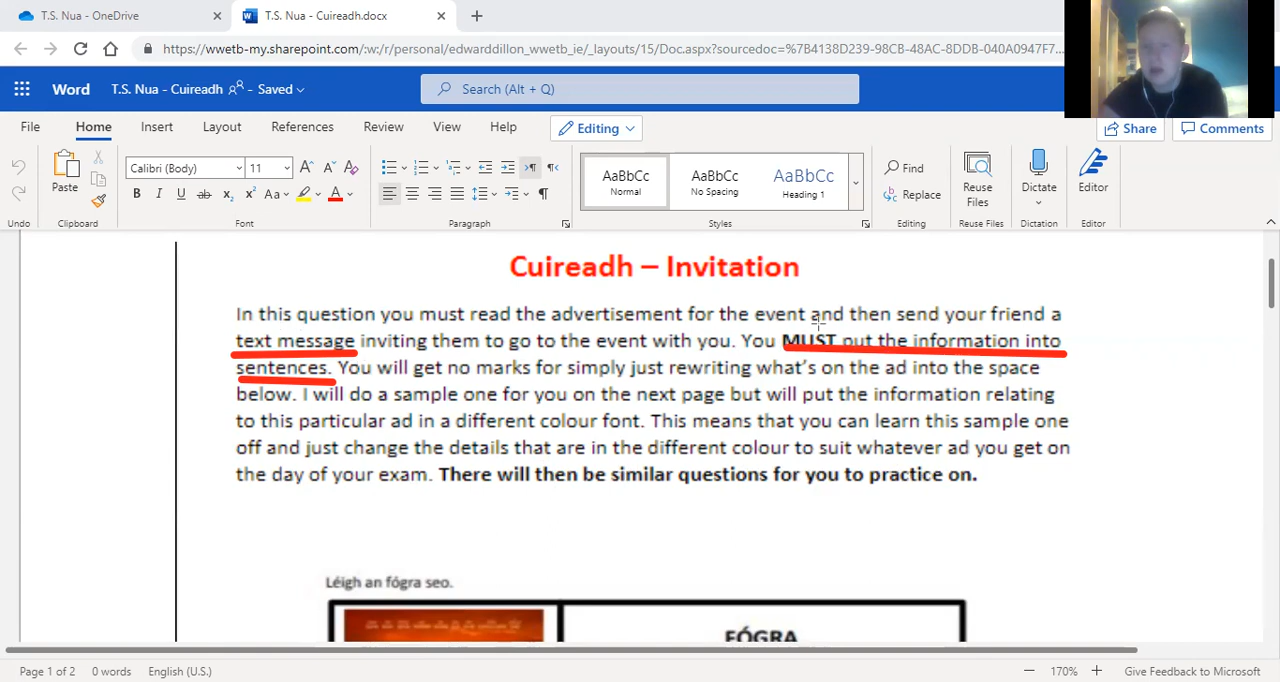 T.S. Nua - OneDrive
T.S. Nua - Cuireadh.docx
https://wwetb-my.sharepoint.com/:w:/r/personal/edwarddillon_wwetb_ie/_layouts/15/Doc.aspx?sourcedoc=%7B4138D239-98CB-48AC-8DDB-040A0947F7...
Word T.S. Nua - Cuireadh - Saved
Search (Alt + Q)
File Home Insert Layout References Review View Help Editing Share Comments
Paste Calibri (Body) 11 AaBbCc Normal AaBbCc No Spacing AaBbCc Heading 1 Find Replace Reuse Files Dictate Editor
Undo Clipboard Font Paragraph Styles Editing Reuse Files Dictation Editor
Cuireadh – Invitation
In this question you must read the advertisement for the event and then send your friend a
text message inviting them to go to the event with you. You MUST put the information into
sentences. You will get no marks for simply just rewriting what's on the ad into the space
below. I will do a sample one for you on the next page but will put the information relating
to this particular ad in a different colour font. This means that you can learn this sample one
off and just change the details that are in the different colour to suit whatever ad you get on
the day of your exam. There will then be similar questions for you to practice on.
Léigh an fógra seo.
FÓGRA
Page 1 of 2 0 words English (U.S.) 170% Give Feedback to Microsoft